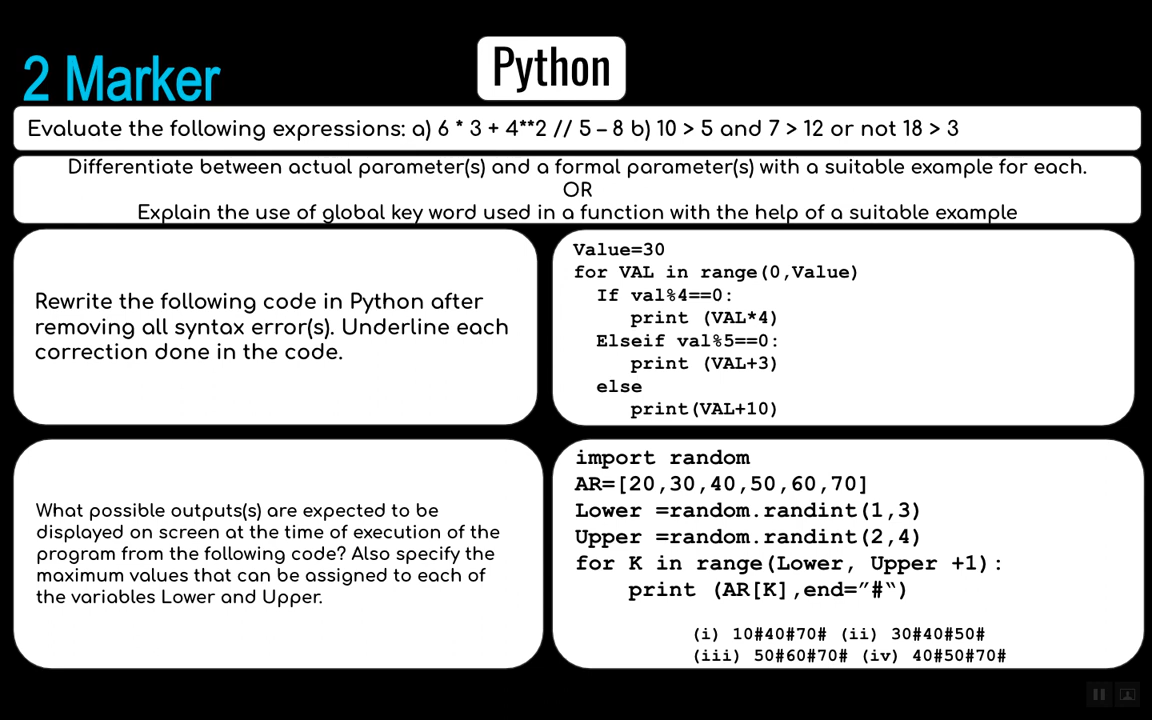 Python
2 Marker
Evaluate the following expressions: a) 6 * 3 + 4**2 // 5 – 8 b) 10 > 5 and 7 > 12 or not 18 > 3
Differentiate between actual parameter(s) and a formal parameter(s) with a suitable example for each.
OR
Explain the use of global key word used in a function with the help of a suitable example
Rewrite the following code in Python after
removing all syntax error(s). Underline each
correction done in the code.
Value=30
for VAL in range(0,Value)
If val%4==0:
print (VAL*4)
Elseif val%5==0:
print (VAL+3)
else
print(VAL+10)
What possible outputs(s) are expected to be
displayed on screen at the time of execution of the
program from the following code? Also specify the
maximum values that can be assigned to each of
the variables Lower and Upper.
import random
AR=[20,30,40,50,60,70]
Lower =random.randint(1,3)
Upper =random.randint(2,4)
for K in range(Lower, Upper +1):
print (AR[K],end=”#“)
(i) 10#40#70# (ii) 30#40#50#
(iii) 50#60#70# (iv) 40#50#70#